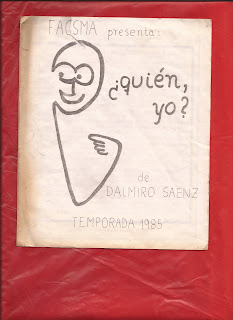 FACSMA presenta:
¿quién,
yo?
de
DALMIRO SAENZ
TEMPORADA 1985